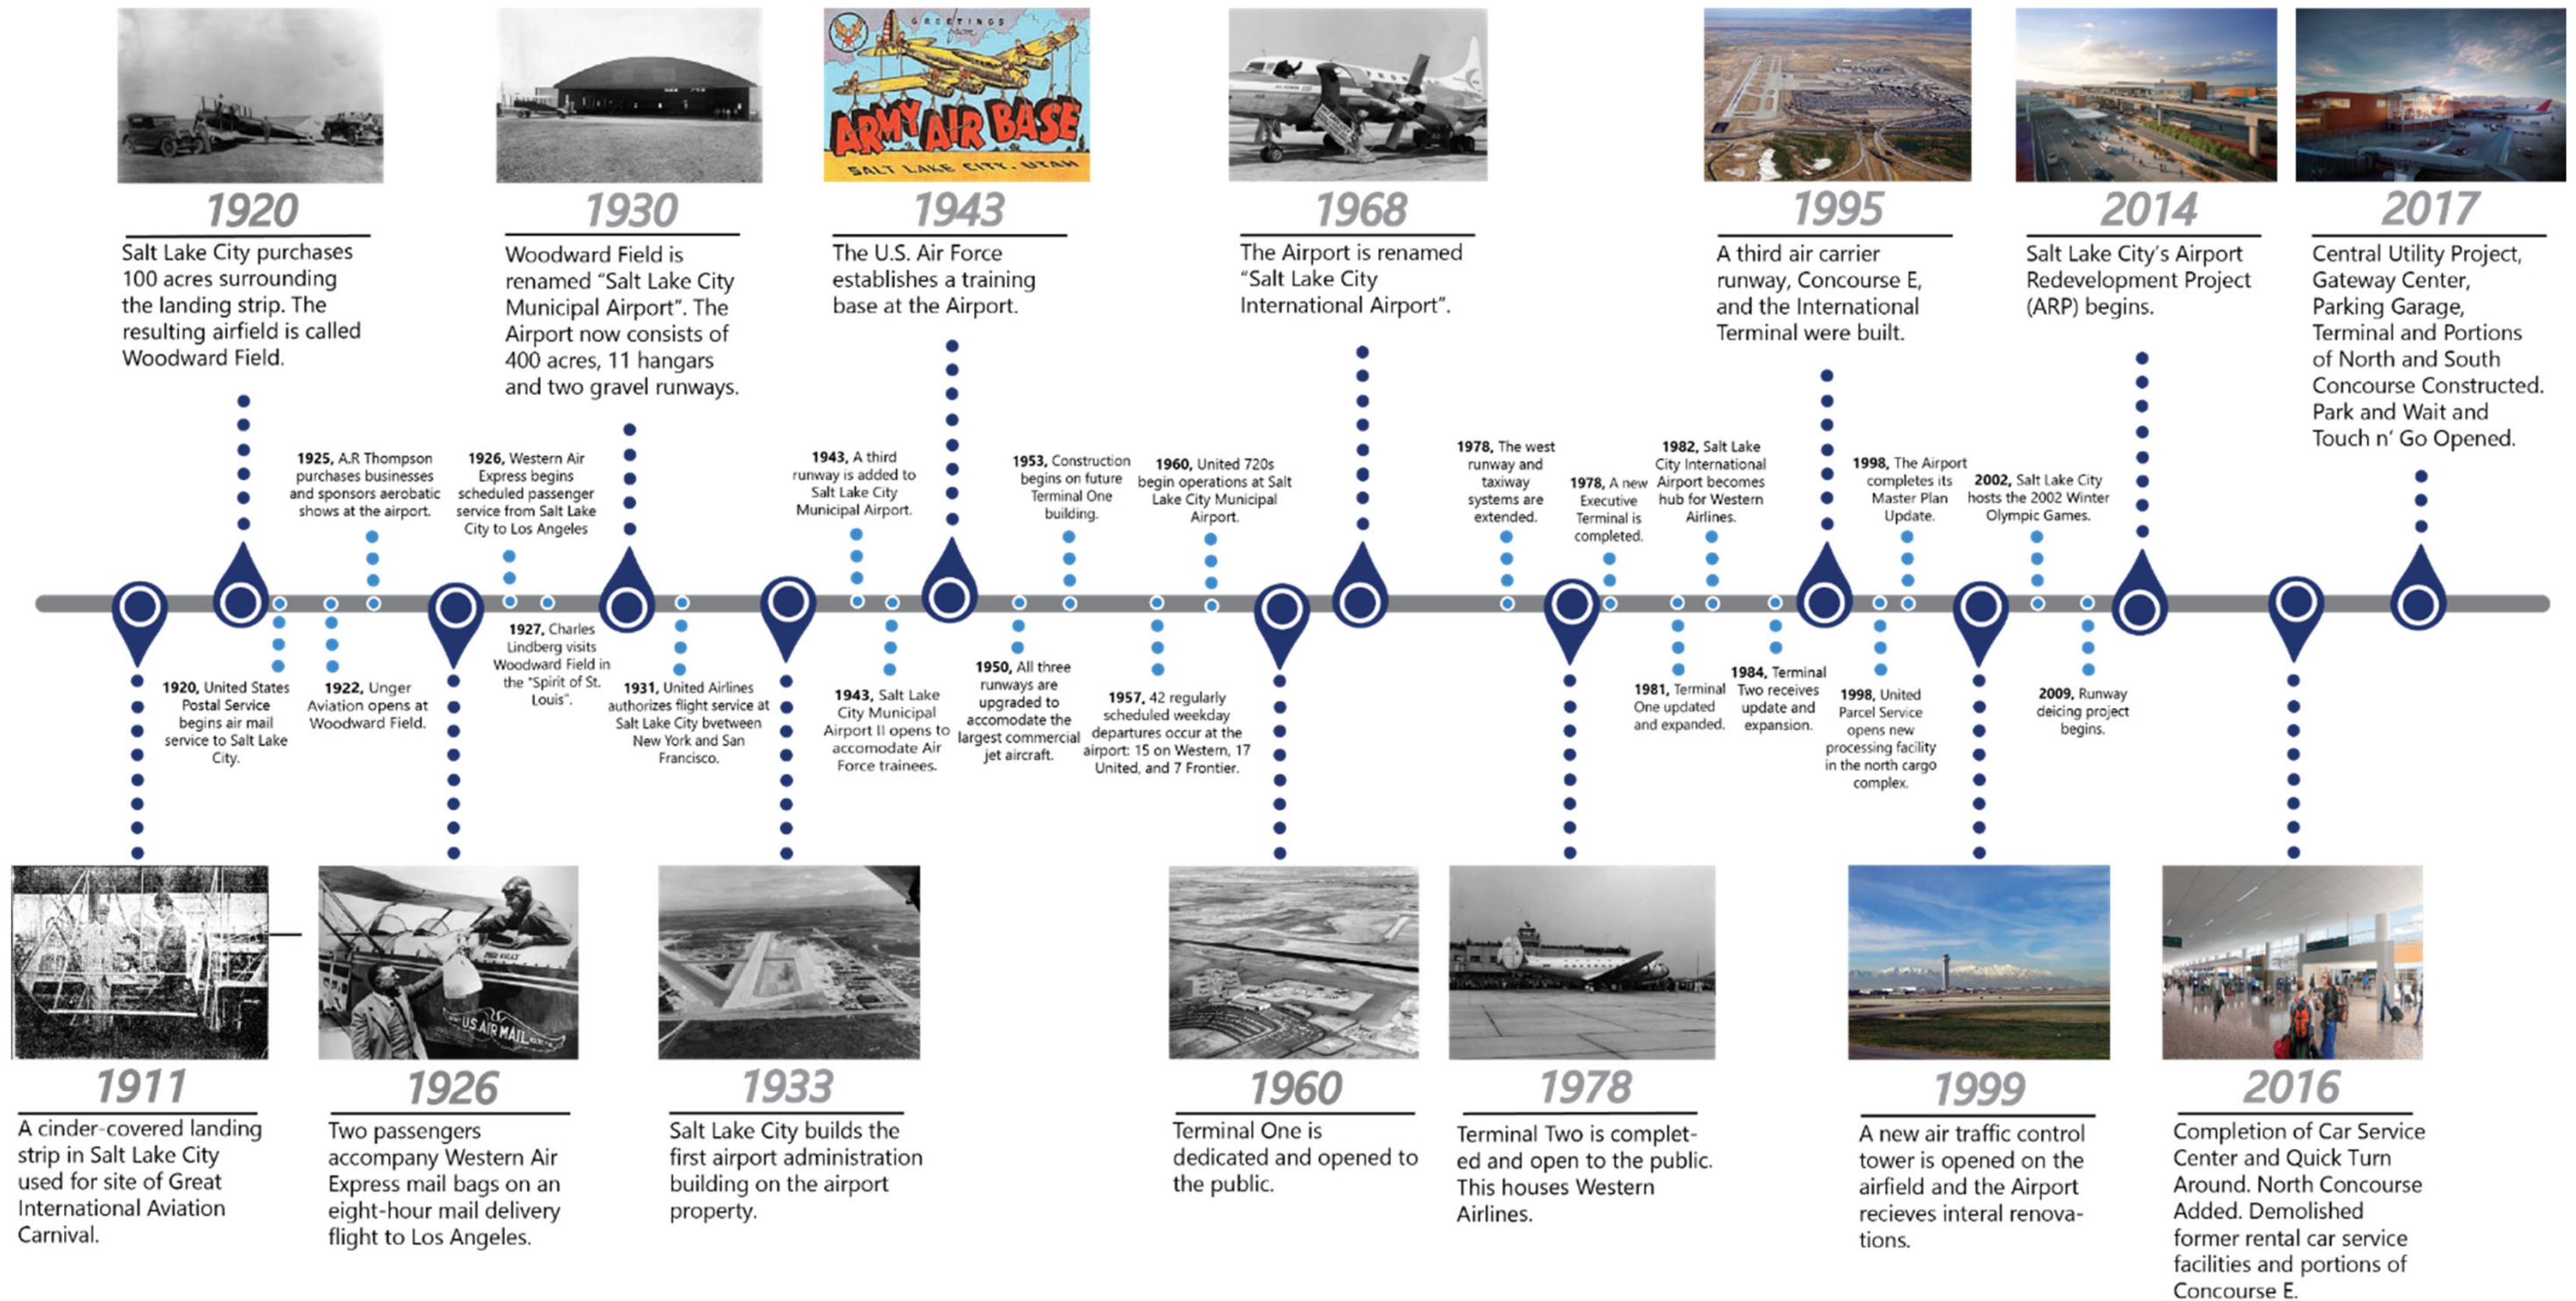 GREETINGS
from
ARMY AIR BASE
SALT LAKE CITY, UTAH
1920
Salt Lake City purchases
100 acres surrounding
the landing strip. The
resulting airfield is called
Woodward Field.
1930
Woodward Field is
renamed “Salt Lake City
Municipal Airport”. The
Airport now consists of
400 acres, 11 hangars
and two gravel runways.
1943
The U.S. Air Force
establishes a training
base at the Airport.
1968
The Airport is renamed
“Salt Lake City
International Airport”.
1995
A third air carrier
runway, Concourse E,
and the International
Terminal were built.
2014
Salt Lake City’s Airport
Redevelopment Project
(ARP) begins.
2017
Central Utility Project,
Gateway Center,
Parking Garage,
Terminal and Portions
of North and South
Concourse Constructed.
Park and Wait and
Touch n’ Go Opened.
1925, A.R Thompson
purchases businesses
and sponsors aerobatic
shows at the airport.
1926, Western Air
Express begins
scheduled passenger
service from Salt Lake
City to Los Angeles
1943, A third
runway is added to
Salt Lake City
Municipal Airport.
1953, Construction
begins on future
Terminal One
building.
1960, United 720s
begin operations at Salt
Lake City Municipal
Airport.
1978, The west
runway and
taxiway
systems are
extended.
1978, A new
Executive
Terminal is
completed.
1982, Salt Lake
City International
Airport becomes
hub for Western
Airlines.
1998, The Airport
completes its
Master Plan
Update.
2002, Salt Lake City
hosts the 2002 Winter
Olympic Games.
1920, United States
Postal Service
begins air mail
service to Salt Lake
City.
1922, Unger
Aviation opens at
Woodward Field.
1927, Charles
Lindberg visits
Woodward Field in
the “Spirit of St.
Louis”.
1931, United Airlines
authorizes flight service at
Salt Lake City bvetween
New York and San
Francisco.
1943, Salt Lake
City Municipal
Airport II opens to
accomodate Air
Force trainees.
1950, All three
runways are
upgraded to
accomodate the
largest commercial
jet aircraft.
1957, 42 regularly
scheduled weekday
departures occur at the
airport: 15 on Western, 17
United, and 7 Frontier.
1981, Terminal
One updated
and expanded.
1984, Terminal
Two receives
update and
expansion.
1998, United
Parcel Service
opens new
processing facility
in the north cargo
complex.
2009, Runway
deicing project
begins.
US AIR MAIL
1911
A cinder-covered landing
strip in Salt Lake City
used for site of Great
International Aviation
Carnival.
1926
Two passengers
accompany Western Air
Express mail bags on an
eight-hour mail delivery
flight to Los Angeles.
1933
Salt Lake City builds the
first airport administration
building on the airport
property.
1960
Terminal One is
dedicated and opened to
the public.
1978
Terminal Two is complet-
ed and open to the public.
This houses Western
Airlines.
1999
A new air traffic control
tower is opened on the
airfield and the Airport
recieves interal renova-
tions.
2016
Completion of Car Service
Center and Quick Turn
Around. North Concourse
Added. Demolished
former rental car service
facilities and portions of
Concourse E.